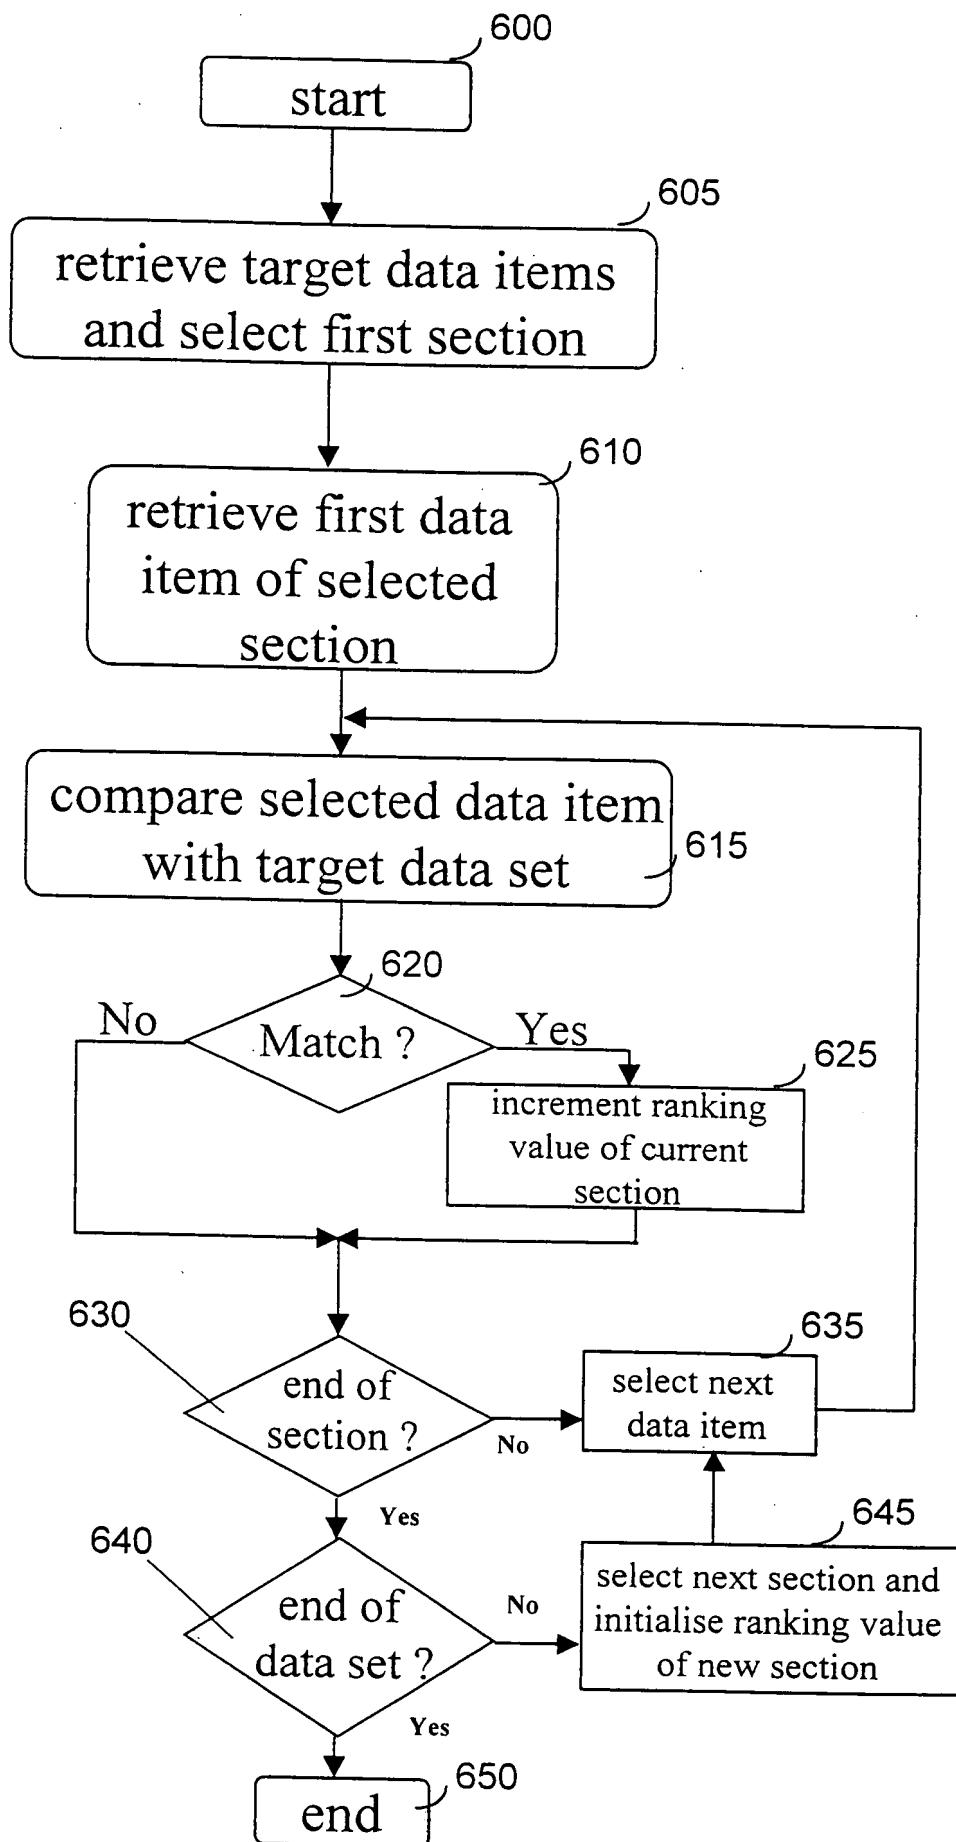 600
start
605
retrieve target data items
and select first section
610
retrieve first data
item of selected
section
compare selected data item
with target data set
615
620
No
Match ?
Yes
625
increment ranking
value of current
section
630
end of
section ?
No
635
select next
data item
Yes
640
end of
data set ?
No
645
select next section and
initialise ranking value
of new section
Yes
650
end